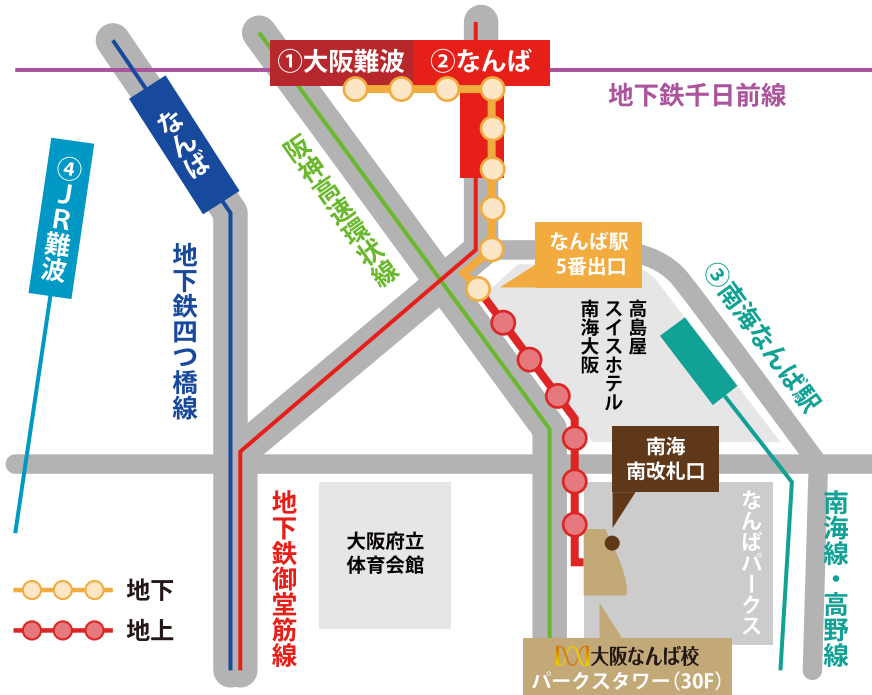 ①大阪難波
②なんば
地下鉄千日前線
なんば
④JR難波
阪神高速環状線
なんば駅
5番出口
③南海なんば駅
地下鉄四つ橋線
高島屋
スイスホテル
南海大阪
南海
南改札口
地下鉄御堂筋線
大阪府立
体育会館
なんばパークス
南海線・高野線
地下
地上
大阪なんば校
パークスタワー(30F)